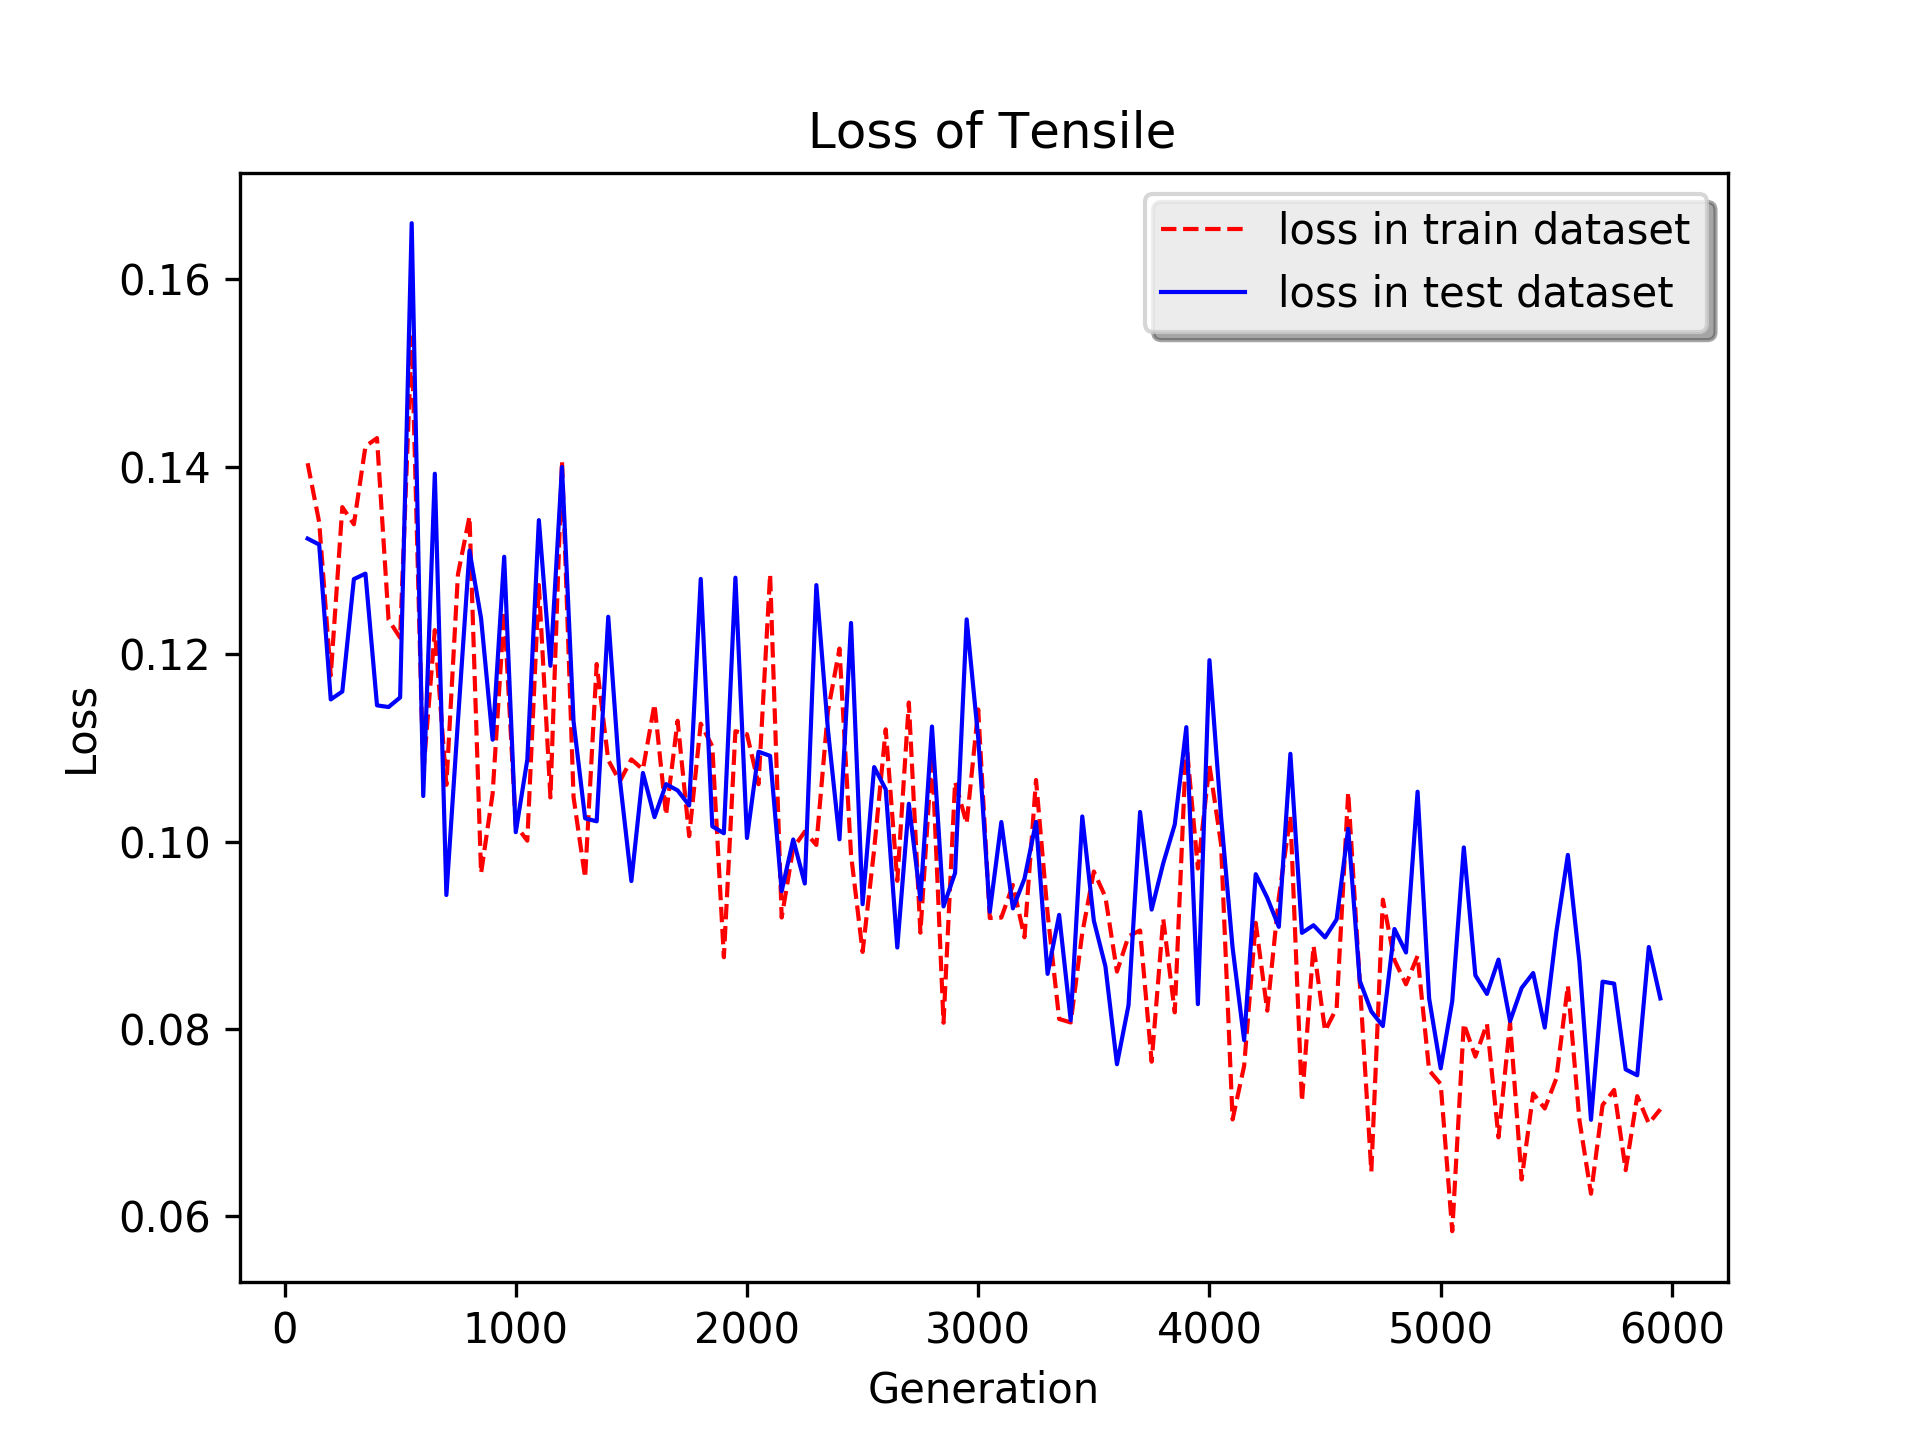 Loss of Tensile
loss in train dataset
loss in test dataset
Loss
0.16
0.14
0.12
0.10
0.08
0.06
0 1000 2000 3000 4000 5000 6000
Generation